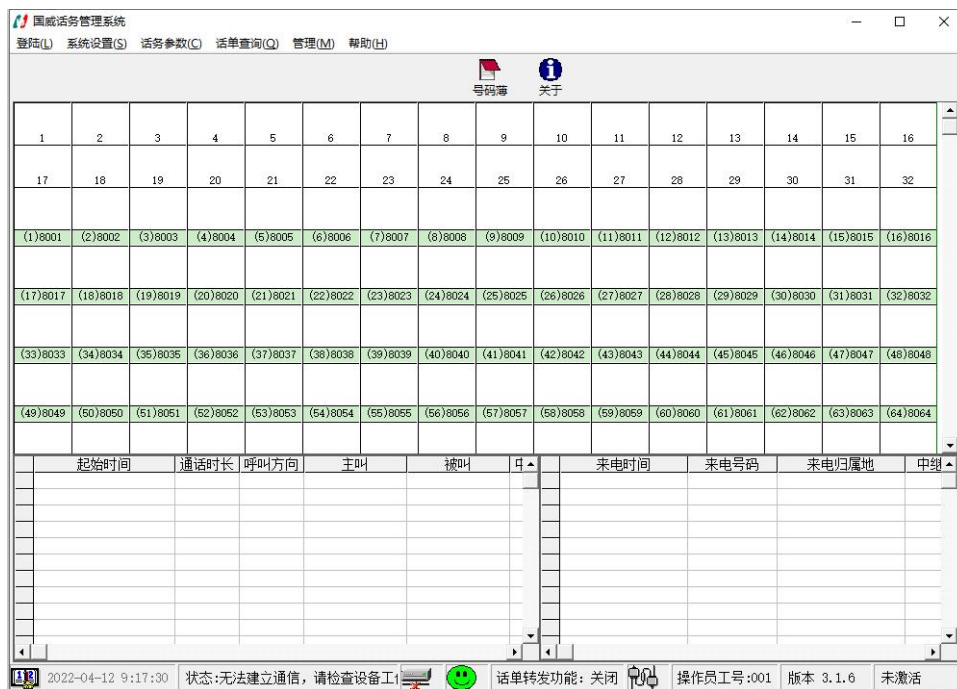 国威话务管理系统
登陆(L) 系统设置(S) 话务参数(C) 话单查询(Q) 管理(M) 帮助(H)
号码薄 关于
1 2 3 4 5 6 7 8 9 10 11 12 13 14 15 16
17 18 19 20 21 22 23 24 25 26 27 28 29 30 31 32
(1)8001 (2)8002 (3)8003 (4)8004 (5)8005 (6)8006 (7)8007 (8)8008 (9)8009 (10)8010 (11)8011 (12)8012 (13)8013 (14)8014 (15)8015 (16)8016
(17)8017 (18)8018 (19)8019 (20)8020 (21)8021 (22)8022 (23)8023 (24)8024 (25)8025 (26)8026 (27)8027 (28)8028 (29)8029 (30)8030 (31)8031 (32)8032
(33)8033 (34)8034 (35)8035 (36)8036 (37)8037 (38)8038 (39)8039 (40)8040 (41)8041 (42)8042 (43)8043 (44)8044 (45)8045 (46)8046 (47)8047 (48)8048
(49)8049 (50)8050 (51)8051 (52)8052 (53)8053 (54)8054 (55)8055 (56)8056 (57)8057 (58)8058 (59)8059 (60)8060 (61)8061 (62)8062 (63)8063 (64)8064
起始时间 通话时长 呼叫方向 主叫 被叫 来电时间 来电号码 来电归属地 中继
2022-04-12 9:17:30 状态:无法建立通信，请检查设备工 话单转发功能：关闭 操作员工号:001 版本 3.1.6 未激活